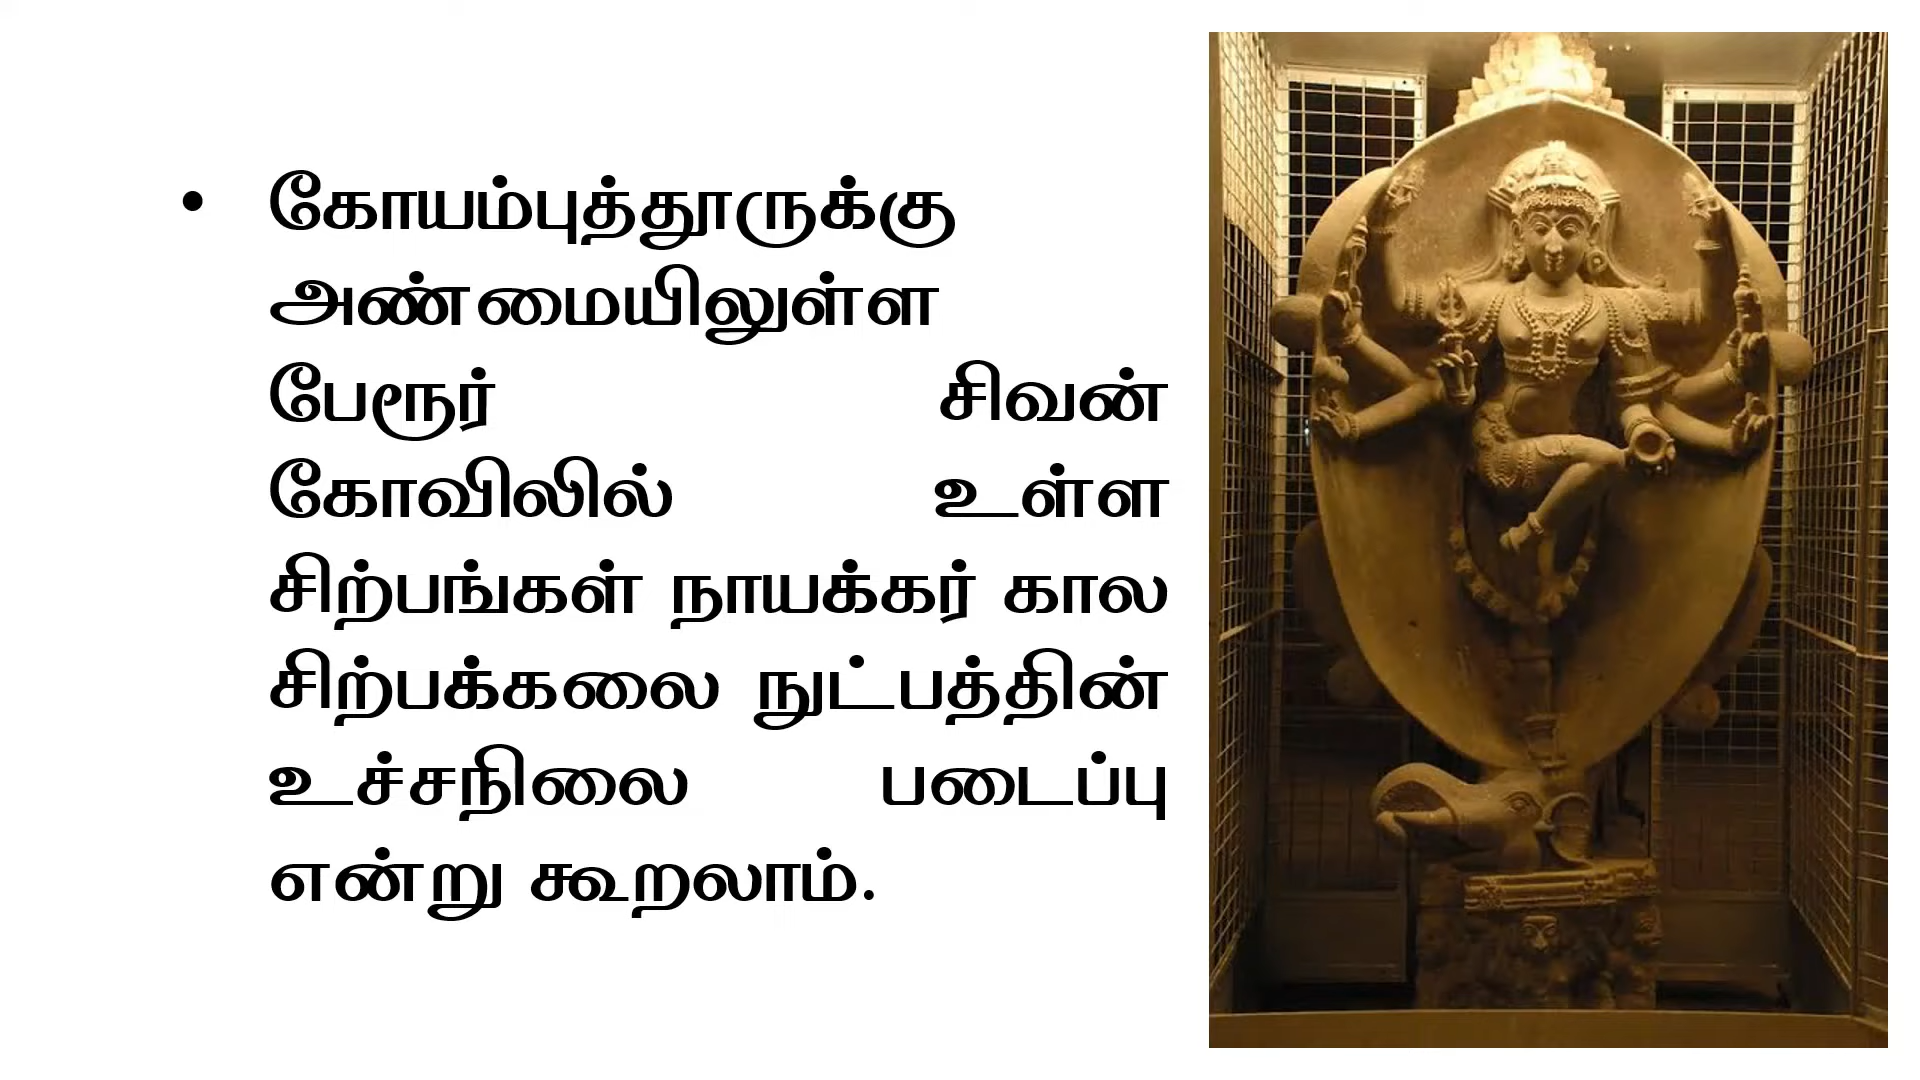 • கோயம்புத்தூருக்கு
அண்மையிலுள்ள
பேரூர் சிவன்
கோவிலில் உள்ள
சிற்பங்கள் நாயக்கர் கால
சிற்பக்கலை நுட்பத்தின்
உச்சநிலை படைப்பு
என்று கூறலாம்.